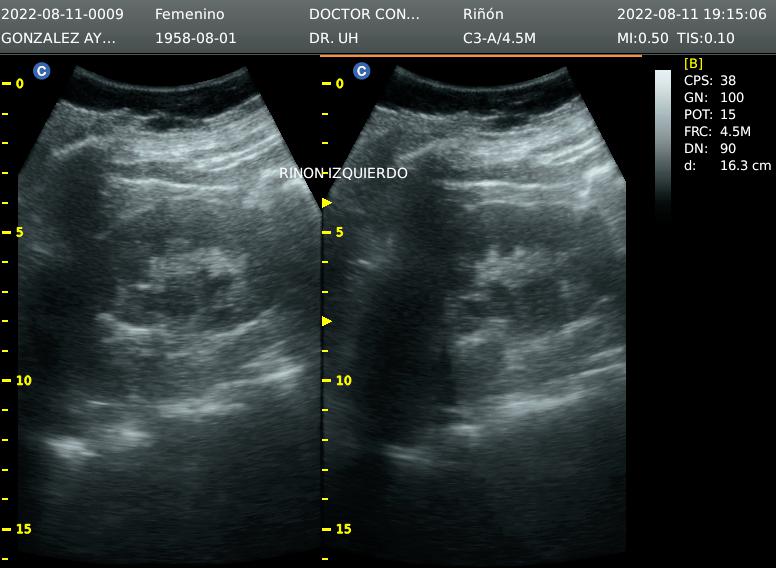 2022-08-11-0009 Femenino DOCTOR CON... Riñón 2022-08-11 19:15:06
GONZALEZ AY... 1958-08-01 DR. UH C3-A/4.5M MI:0.50 TIS:0.10
C C
0 0
[B]
CPS: 38
GN: 100
POT: 15
FRC: 4.5M
DN: 90
d: 16.3 cm
RINON IZQUIERDO
5 5
10 10
15 15